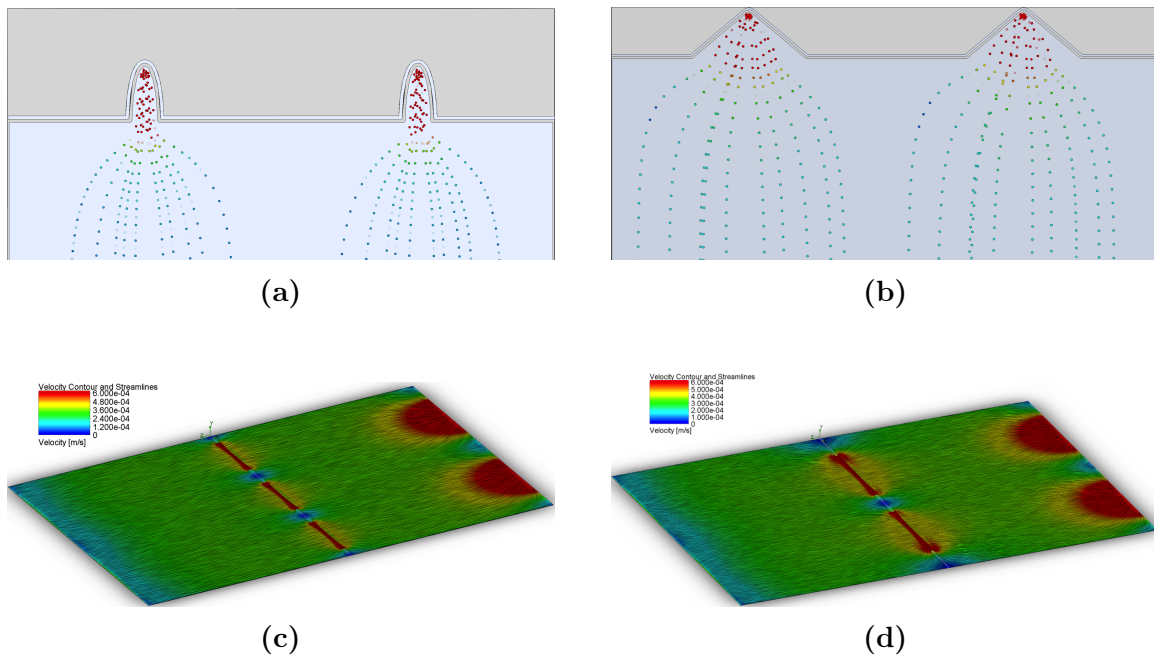 (a)
(b)
Velocity Contour and Streamlines
6.000e-04
4.800e-04
3.600e-04
2.400e-04
1.200e-04
0
Velocity [m/s]
Y
Z
(c)
Velocity Contour and Streamlines
6.000e-04
5.000e-04
4.000e-04
3.000e-04
2.000e-04
1.000e-04
0
Velocity [m/s]
Y
Z
(d)